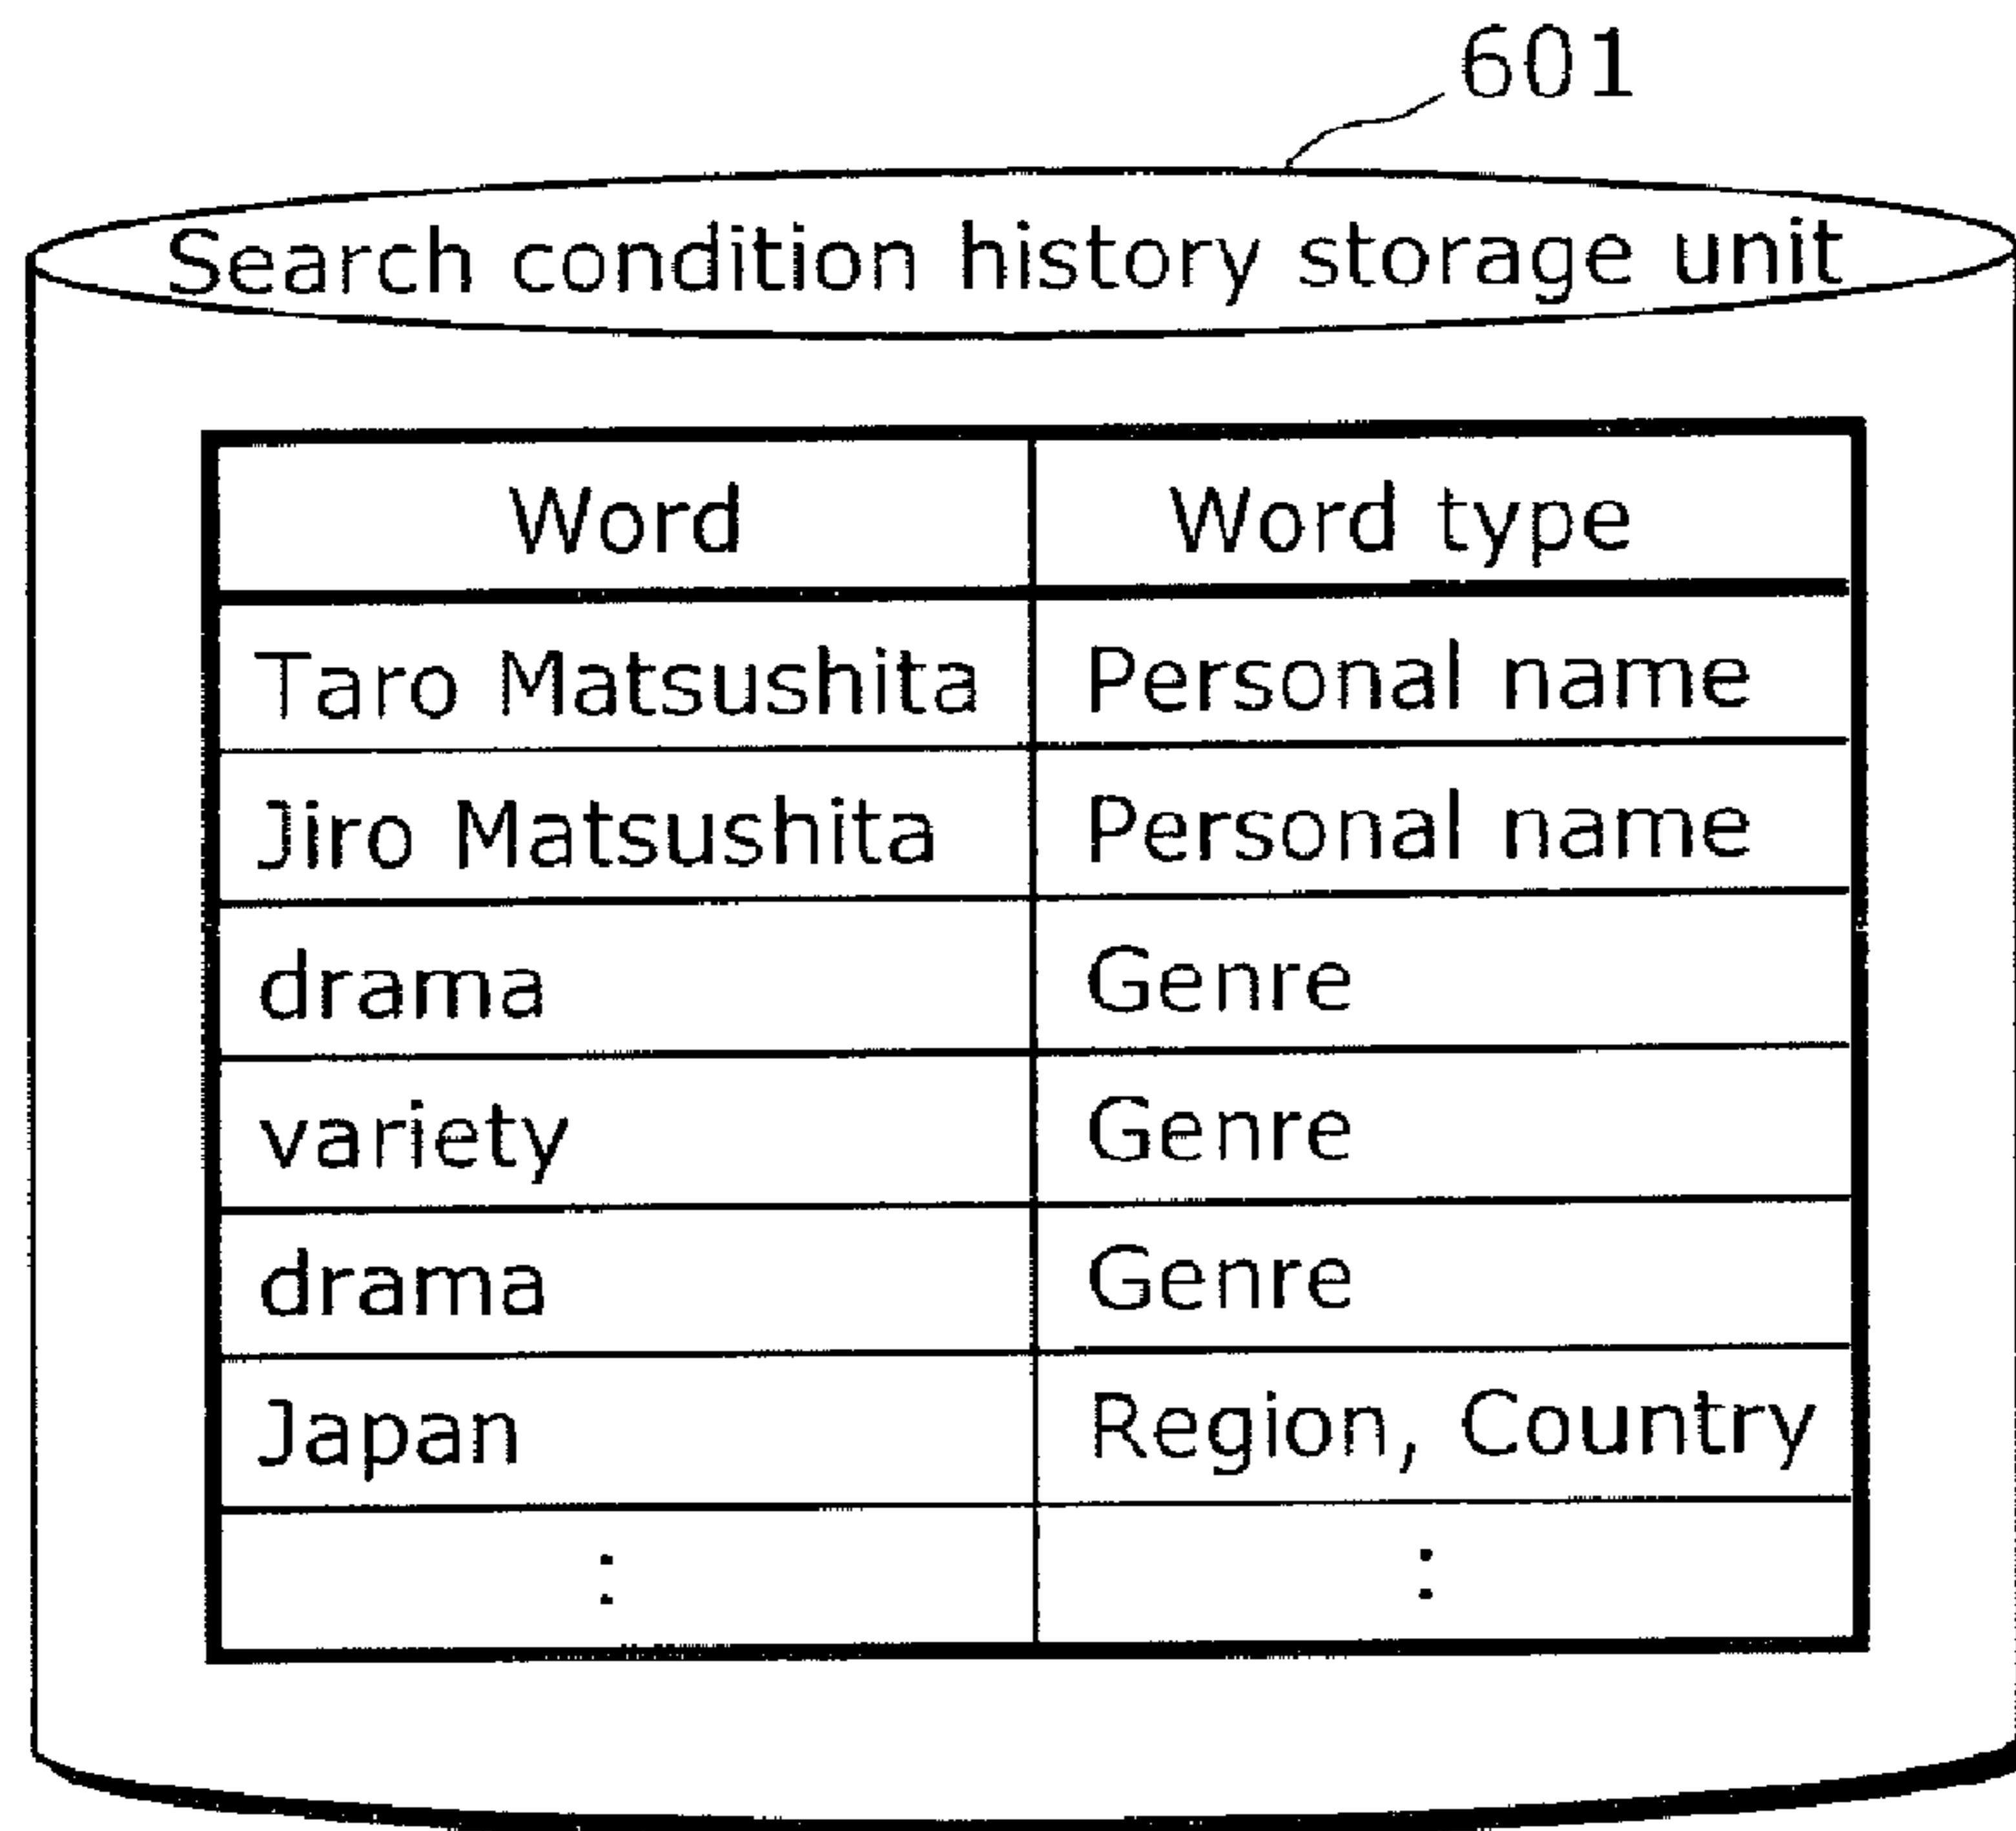 601
Search condition history storage unit
Word Word type
Taro Matsushita Personal name
Jiro Matsushita Personal name
drama Genre
variety Genre
drama Genre
Japan Region, Country
: :